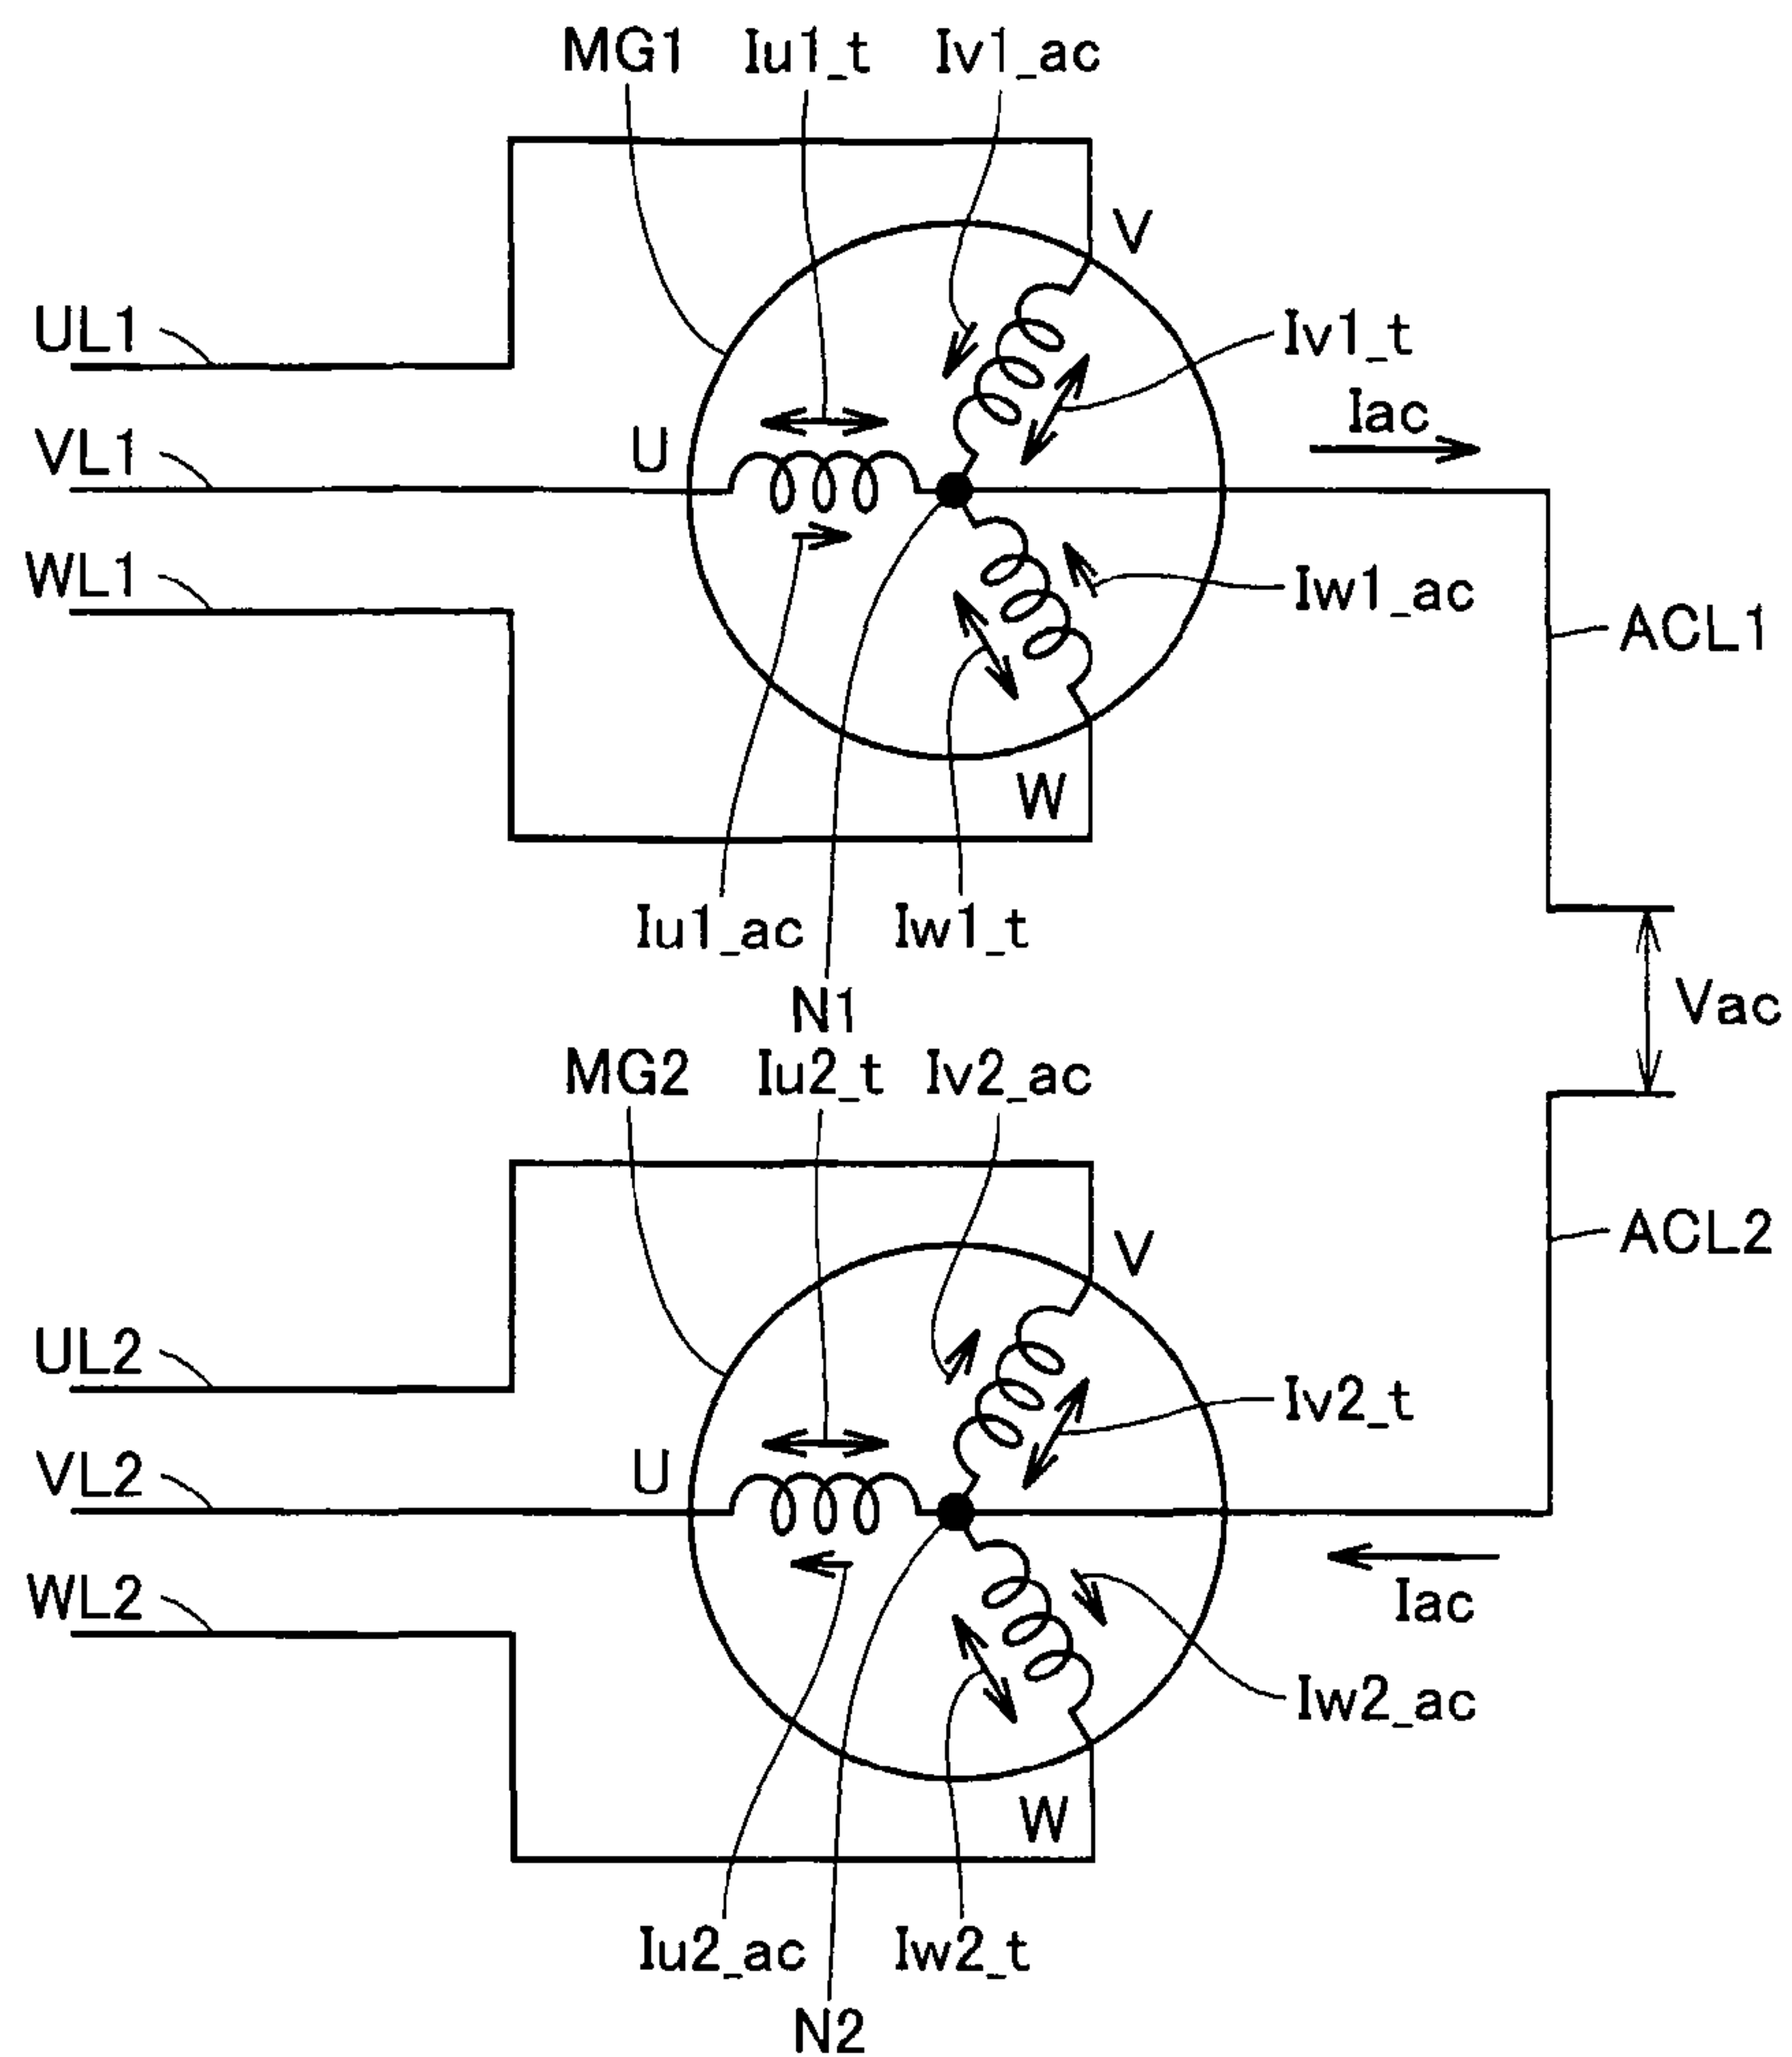 MG1 Iu1_t Iv1_ac
V
UL1
Iv1_t
Iac
VL1
U
WL1
Iw1_ac
ACL1
W
Iu1_ac Iw1_t
N1
Vac
MG2 Iu2_t Iv2_ac
V
ACL2
UL2
Iv2_t
VL2
U
WL2
Iac
Iw2_ac
W
Iu2_ac Iw2_t
N2